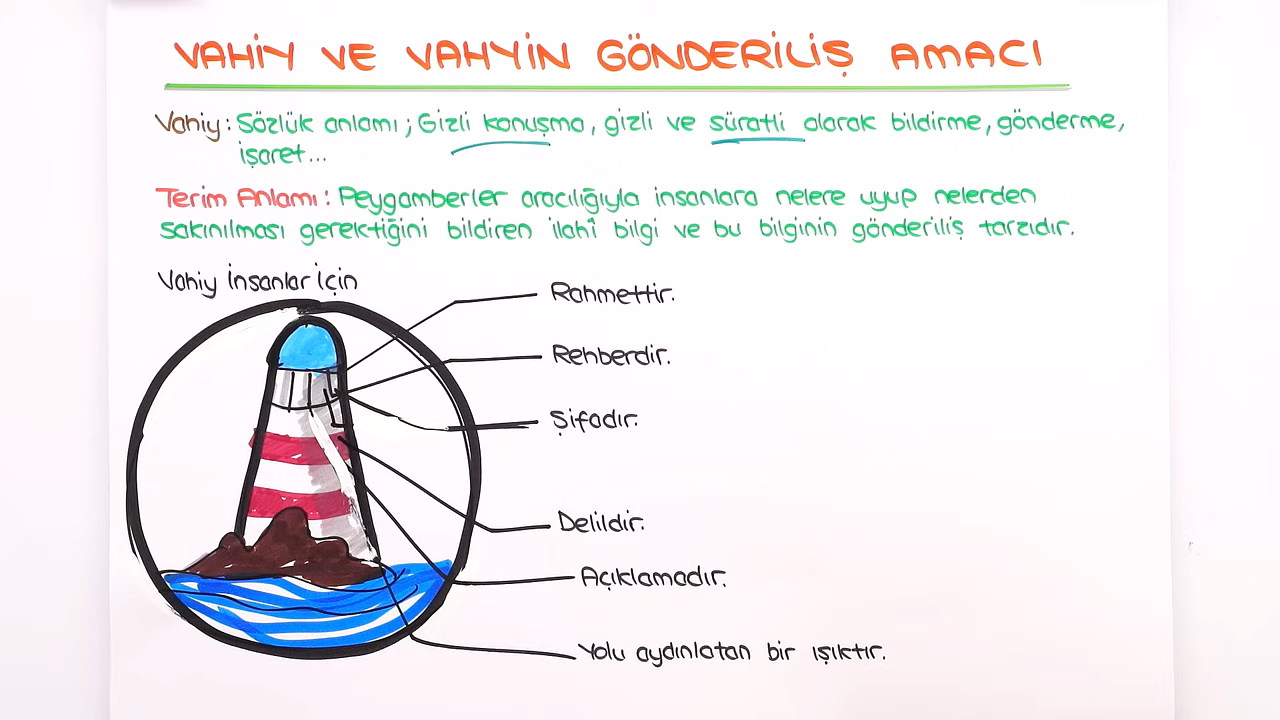 VAHİY VE VAHYİN GÖNDERİLİŞ AMACI
Vahiy: Sözlük anlamı; Gizli konuşma, gizli ve süratli olarak bildirme, gönderme,
işaret...
Terim Anlamı: Peygamberler aracılığıyla insanlara nelere uyup nelerden
sakınılması gerektiğini bildiren ilahî bilgi ve bu bilginin gönderiliş tarzıdır.
Vahiy İnsanlar İçin
Rahmettir.
Rehberdir.
Şifadır.
Delildir.
Açıklamadır.
Yolu aydınlatan bir ışıktır.